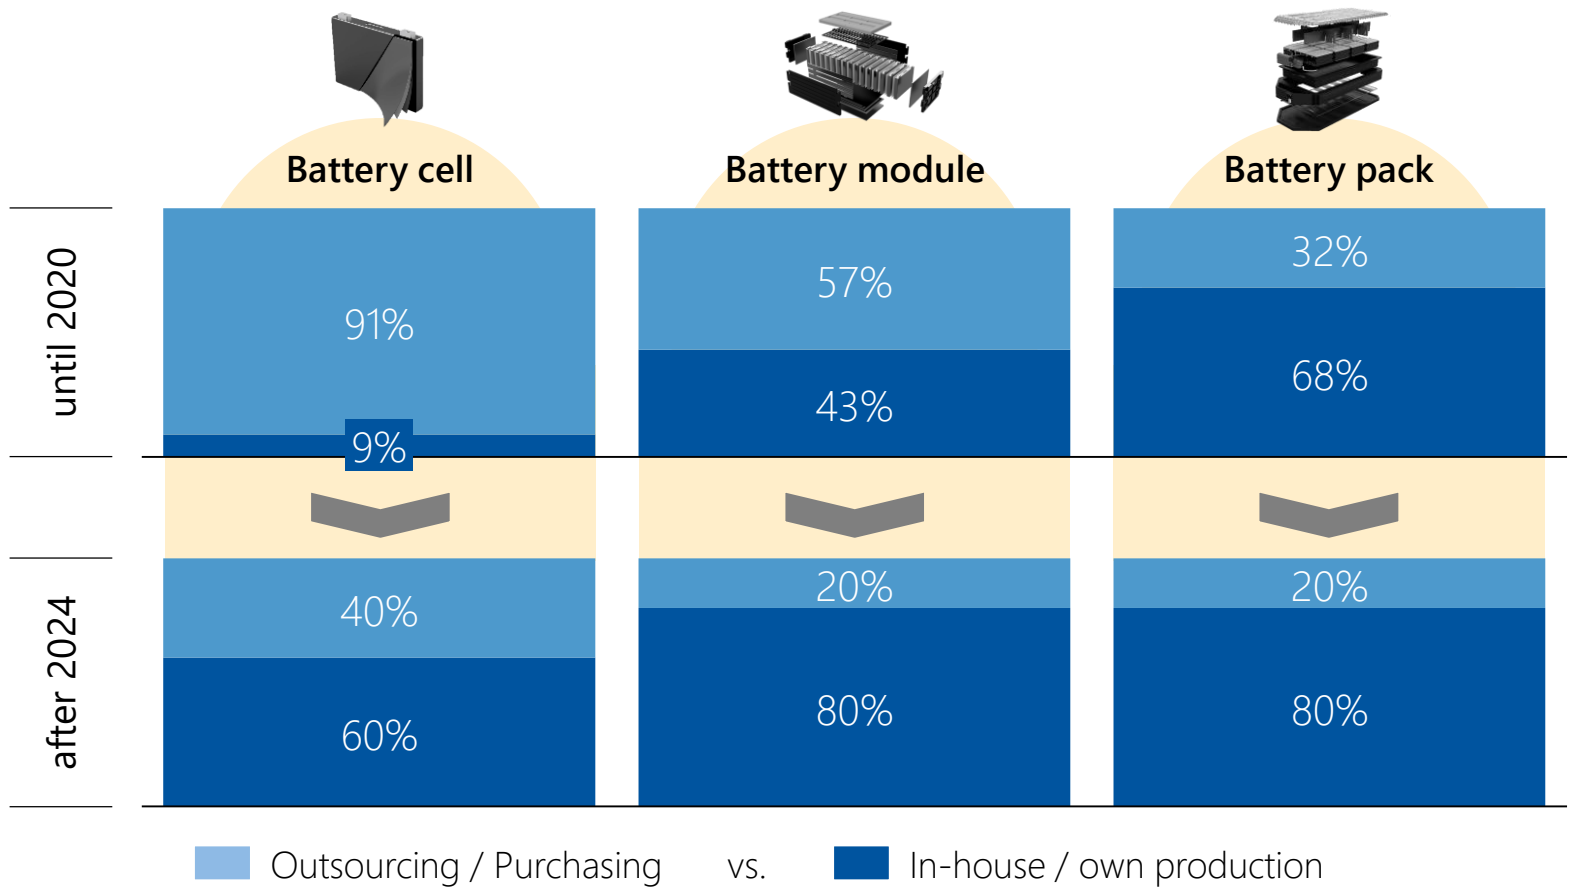 Battery cell
Battery module
Battery pack
until 2020
91%
9%
57%
43%
32%
68%
after 2024
40%
60%
20%
80%
20%
80%
Outsourcing / Purchasing vs. In-house / own production